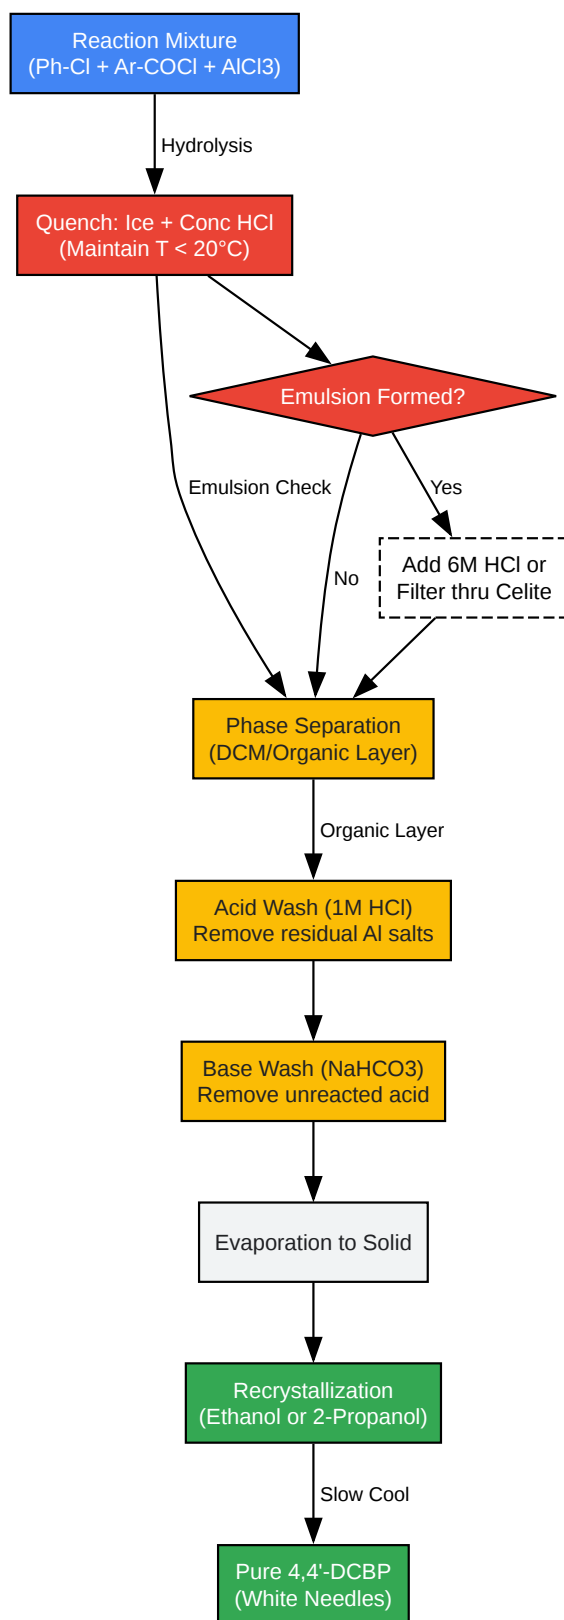 Reaction Mixture
(Ph-Cl + Ar-COCl + AlCl3)
Hydrolysis
Quench: Ice + Conc HCl
(Maintain T < 20°C)
Emulsion Formed?
Emulsion Check
Yes
Add 6M HCl or
Filter thru Celite
No
Phase Separation
(DCM/Organic Layer)
Organic Layer
Acid Wash (1M HCl)
Remove residual Al salts
Base Wash (NaHCO3)
Remove unreacted acid
Evaporation to Solid
Recrystallization
(Ethanol or 2-Propanol)
Slow Cool
Pure 4,4'-DCBP
(White Needles)